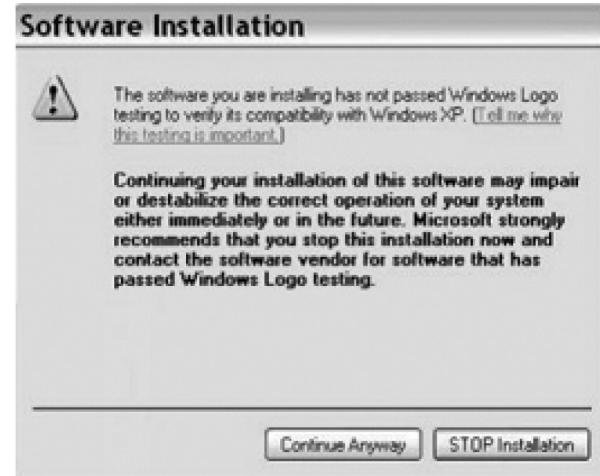 Software Installation
The software you are installing has not passed Windows Logo
testing to verify its compatibility with Windows XP. (Tell me why
this testing is important.)
Continuing your installation of this software may impair
or destabilize the correct operation of your system
either immediately or in the future. Microsoft strongly
recommends that you stop this installation now and
contact the software vendor for software that has
passed Windows Logo testing.
Continue Anyway STOP Installation